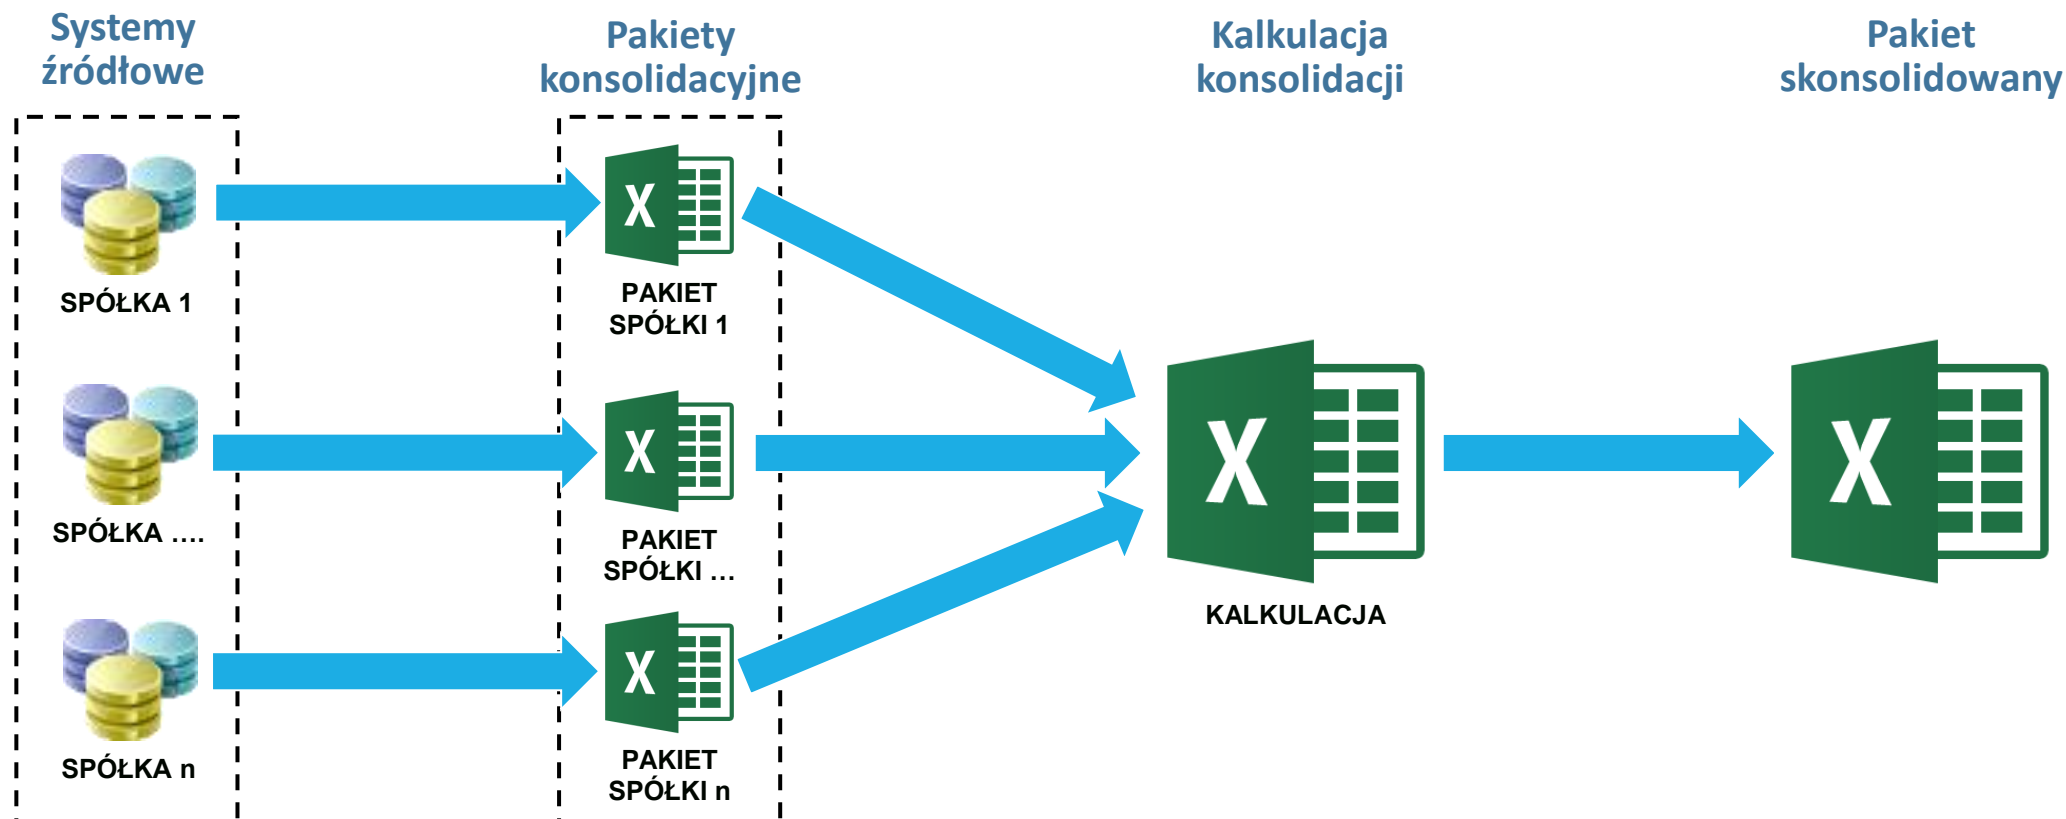 Systemy
źródłowe
Pakiety
konsolidacyjne
Kalkulacja
konsolidacji
Pakiet
skonsolidowany
X
SPÓŁKA 1
PAKIET
SPÓŁKI 1
X
X
X
SPÓŁKA ....
PAKIET
SPÓŁKI ...
KALKULACJA
X
SPÓŁKA n
PAKIET
SPÓŁKI n